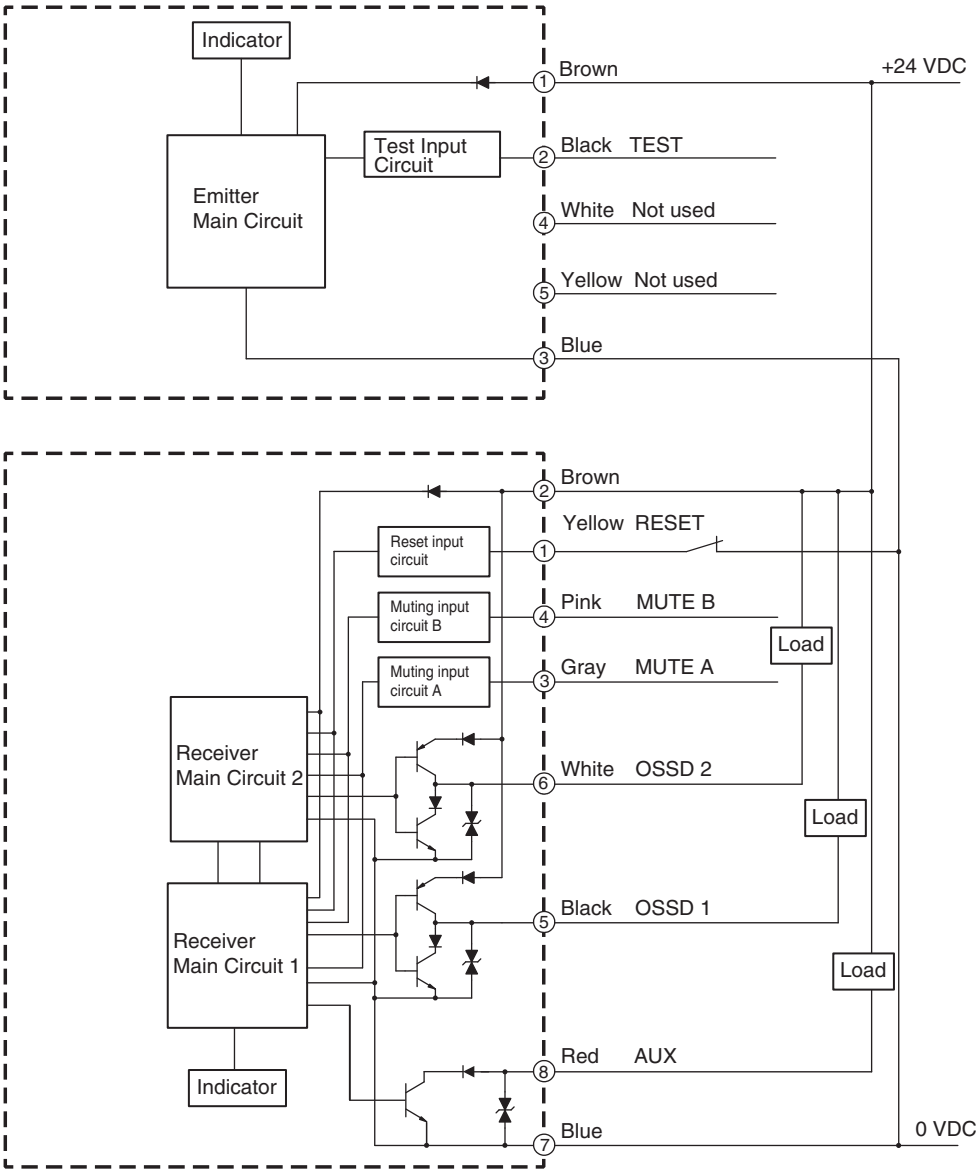 Indicator
+24 VDC
1 Brown
Test Input
Circuit
2 Black TEST
Emitter
Main Circuit
4 White Not used
5 Yellow Not used
3 Blue
2 Brown
Yellow RESET
Reset input
circuit
1
Muting input
circuit B
4 Pink MUTE B
Load
Muting input
circuit A
3 Gray MUTE A
Receiver
Main Circuit 2
6 White OSSD 2
Load
5 Black OSSD 1
Receiver
Main Circuit 1
Load
Red AUX
8
Indicator
7 Blue
0 VDC